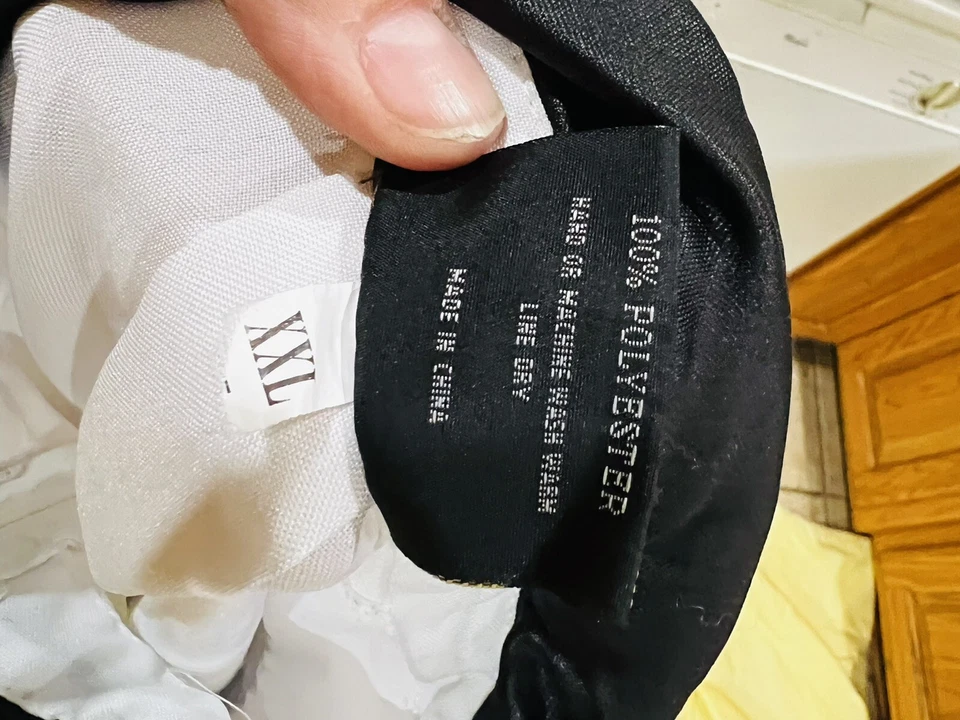 100% POLYESTER
HAND OR MACHINE WASH WARM
LINE DRY
MADE IN CHINA
XXL